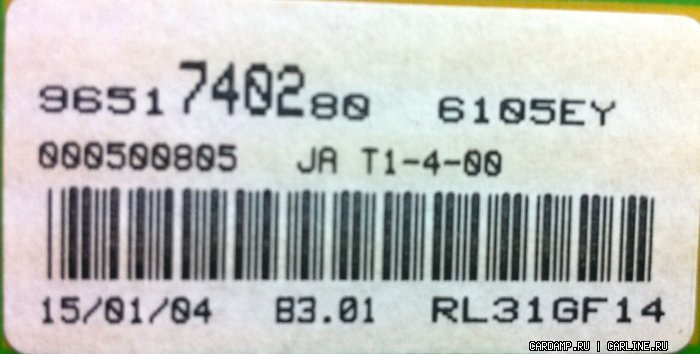 9651740280 6105EY
000500805 JA T1-4-00
15/01/04 B3.01 RL31GF14
CARDAMP.RU | CARLINE.RU